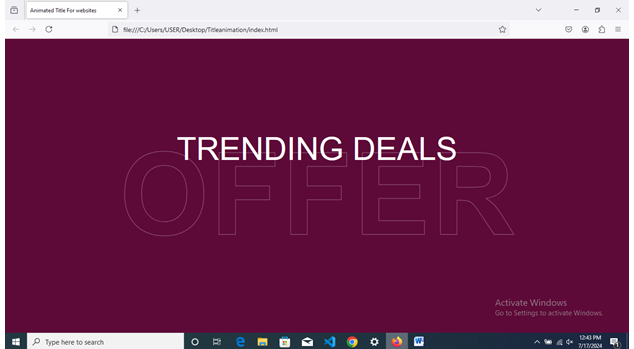 Animated Title For websites
file:///C:/Users/USER/Desktop/Titleanimation/index.html
TRENDING DEALS
OFFER
Activate Windows
Go to Settings to activate Windows.
Type here to search
12:43 PM
7/17/2024